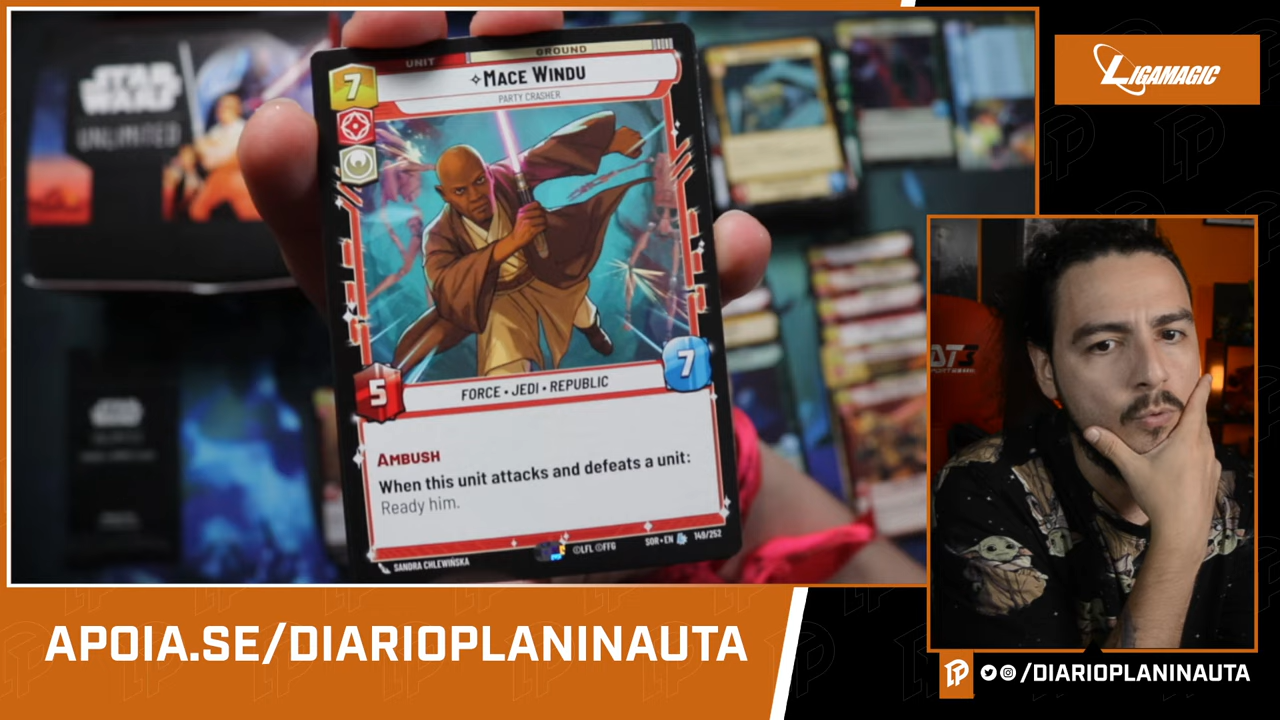 STAR
WARS
UNLIMITED
UNIT
GROUND
7
MACE WINDU
PARTY CRASHER
5
FORCE • JEDI • REPUBLIC
7
AMBUSH
When this unit attacks and defeats a unit:
Ready him.
SANDRA CHLEWIŃSKA
©LFL ©FFG
SOR • EN
149/252
LIGAMAGIC
APOIA.SE/DIARIOPLANINAUTA
/DIARIOPLANINAUTA